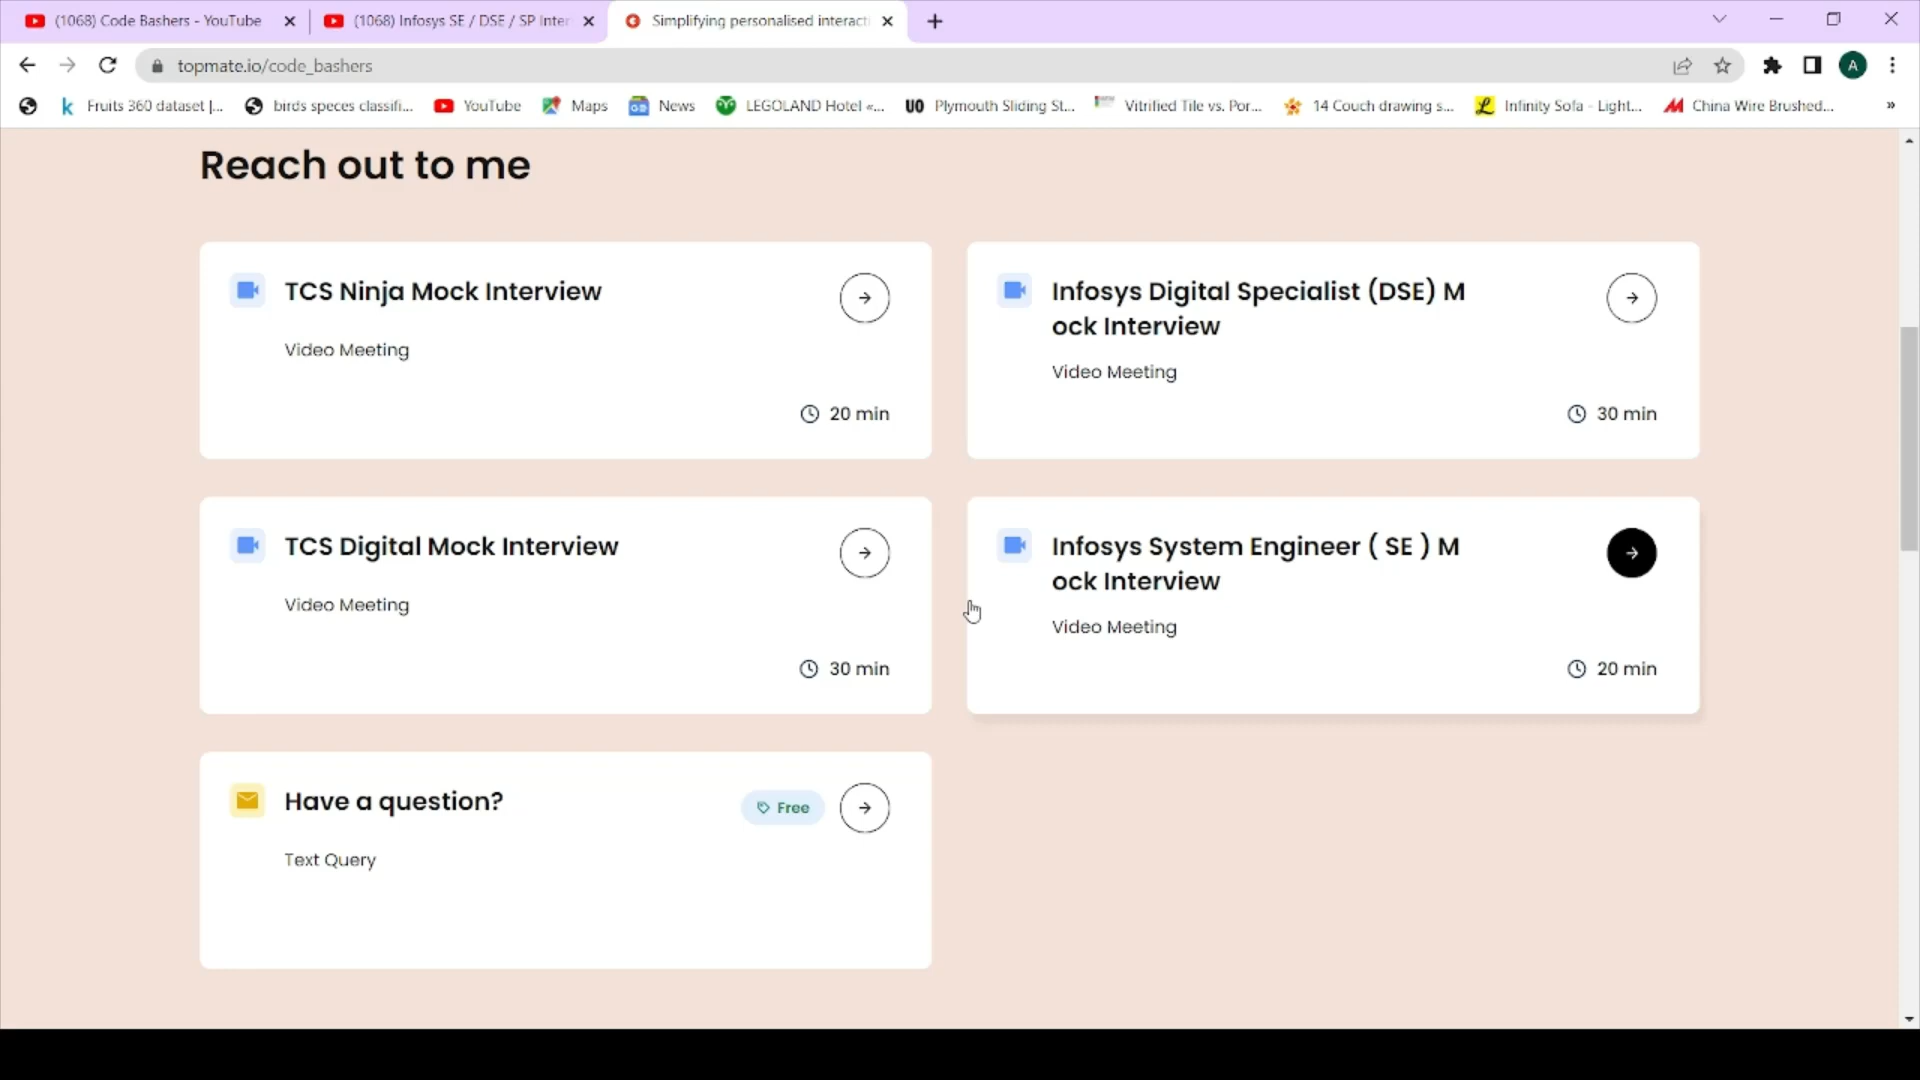 (1068) Code Bashers - YouTube
(1068) Infosys SE / DSE / SP Inter
Simplifying personalised interacti
topmate.io/code_bashers
A
Fruits 360 dataset |...
birds speces classifi...
YouTube
Maps
News
LEGOLAND Hotel «...
UO Plymouth Sliding St...
Vitrified Tile vs. Por...
14 Couch drawing s...
Infinity Sofa - Light...
China Wire Brushed...
»
Reach out to me
TCS Ninja Mock Interview
Video Meeting
20 min
Infosys Digital Specialist (DSE) M
ock Interview
Video Meeting
30 min
TCS Digital Mock Interview
Video Meeting
30 min
Infosys System Engineer ( SE ) M
ock Interview
Video Meeting
20 min
Have a question?
Free
Text Query